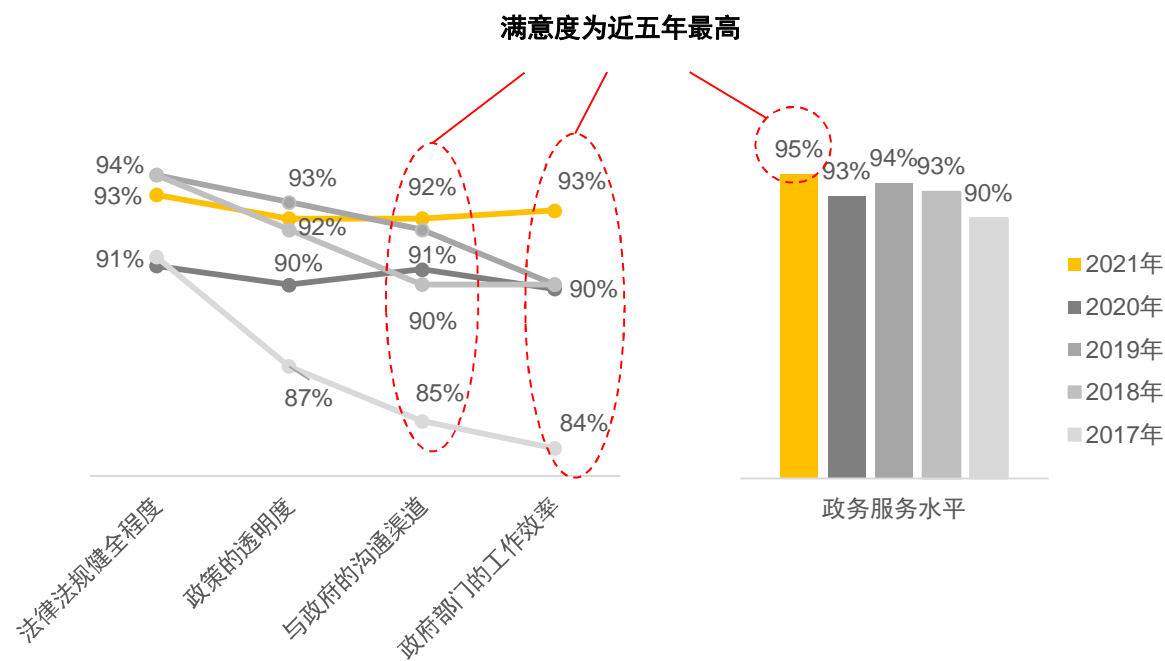 满意度为近五年最高
94%
93%
91%
93%
92%
90%
87%
92%
91%
90%
85%
93%
90%
84%
法律法规健全程度
政策的透明度
与政府的沟通渠道
政府部门的工作效率
95%
93%
94%
93%
90%
政务服务水平
2021年
2020年
2019年
2018年
2017年